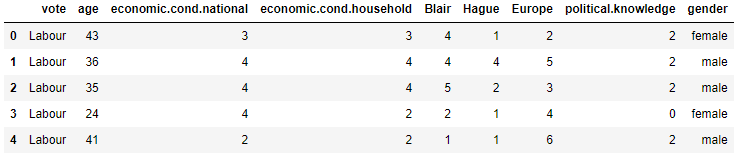 vote age economic.cond.national economic.cond.household Blair Hague Europe political.knowledge gender
0 Labour 43 3 3 4 1 2 2 female
1 Labour 36 4 4 4 4 5 2 male
2 Labour 35 4 4 5 2 3 2 male
3 Labour 24 4 2 2 1 4 0 female
4 Labour 41 2 2 1 1 6 2 male